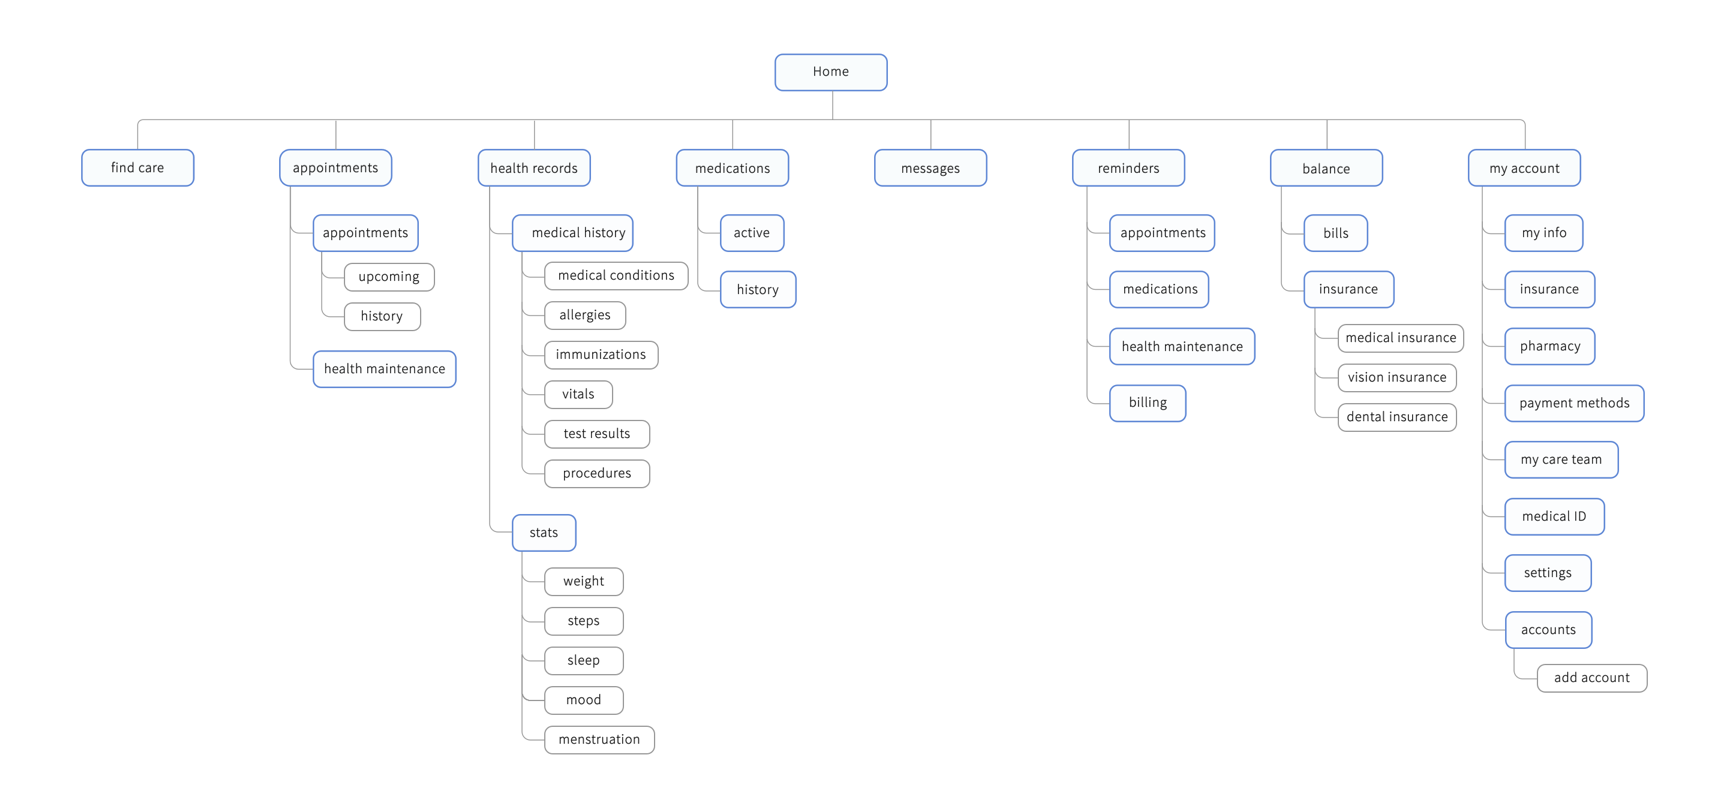 Home
find care
appointments
health records
medications
messages
reminders
balance
my account
appointments
upcoming
history
health maintenance
medical history
medical conditions
allergies
immunizations
vitals
test results
procedures
stats
weight
steps
sleep
mood
menstruation
active
history
appointments
medications
health maintenance
billing
bills
insurance
medical insurance
vision insurance
dental insurance
my info
insurance
pharmacy
payment methods
my care team
medical ID
settings
accounts
add account